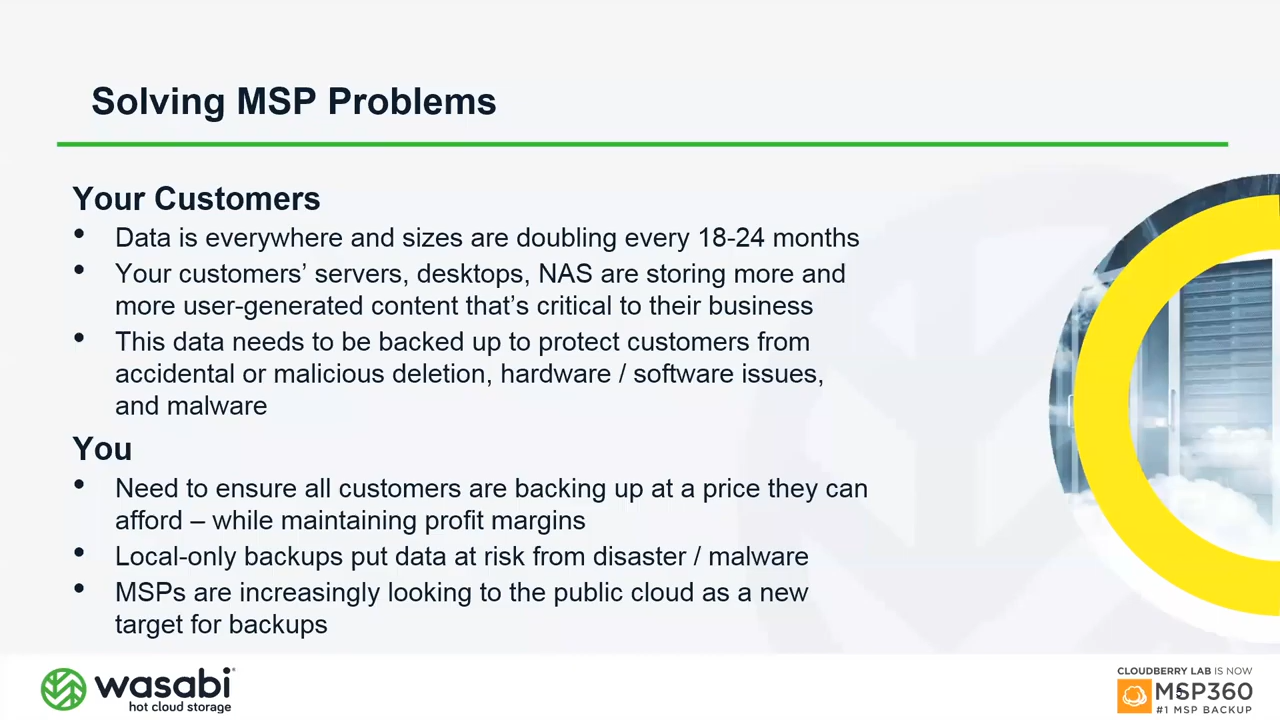 Solving MSP Problems
Your Customers
• Data is everywhere and sizes are doubling every 18-24 months
• Your customers’ servers, desktops, NAS are storing more and
more user-generated content that’s critical to their business
• This data needs to be backed up to protect customers from
accidental or malicious deletion, hardware / software issues,
and malware
You
• Need to ensure all customers are backing up at a price they can
afford – while maintaining profit margins
• Local-only backups put data at risk from disaster / malware
• MSPs are increasingly looking to the public cloud as a new
target for backups
wasabi
hot cloud storage
CLOUDBERRY LAB IS NOW
MSP360
#1 MSP BACKUP